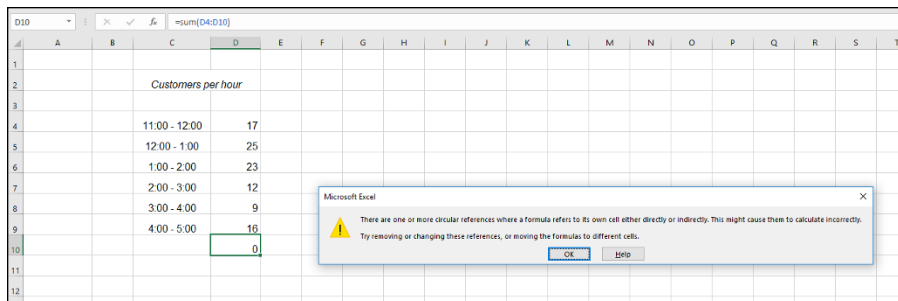 D10 fx =sum(D4:D10)
A B C D E F G H I J K L M N O P Q R S T
1
2 Customers per hour
3
4 11:00 - 12:00 17
5 12:00 - 1:00 25
6 1:00 - 2:00 23
7 2:00 - 3:00 12
Microsoft Excel
8 3:00 - 4:00 9
There are one or more circular references where a formula refers to its own cell either directly or indirectly. This might cause them to calculate incorrectly.
9 4:00 - 5:00 16
Try removing or changing these references, or moving the formulas to different cells.
10 0
OK Help
11
12